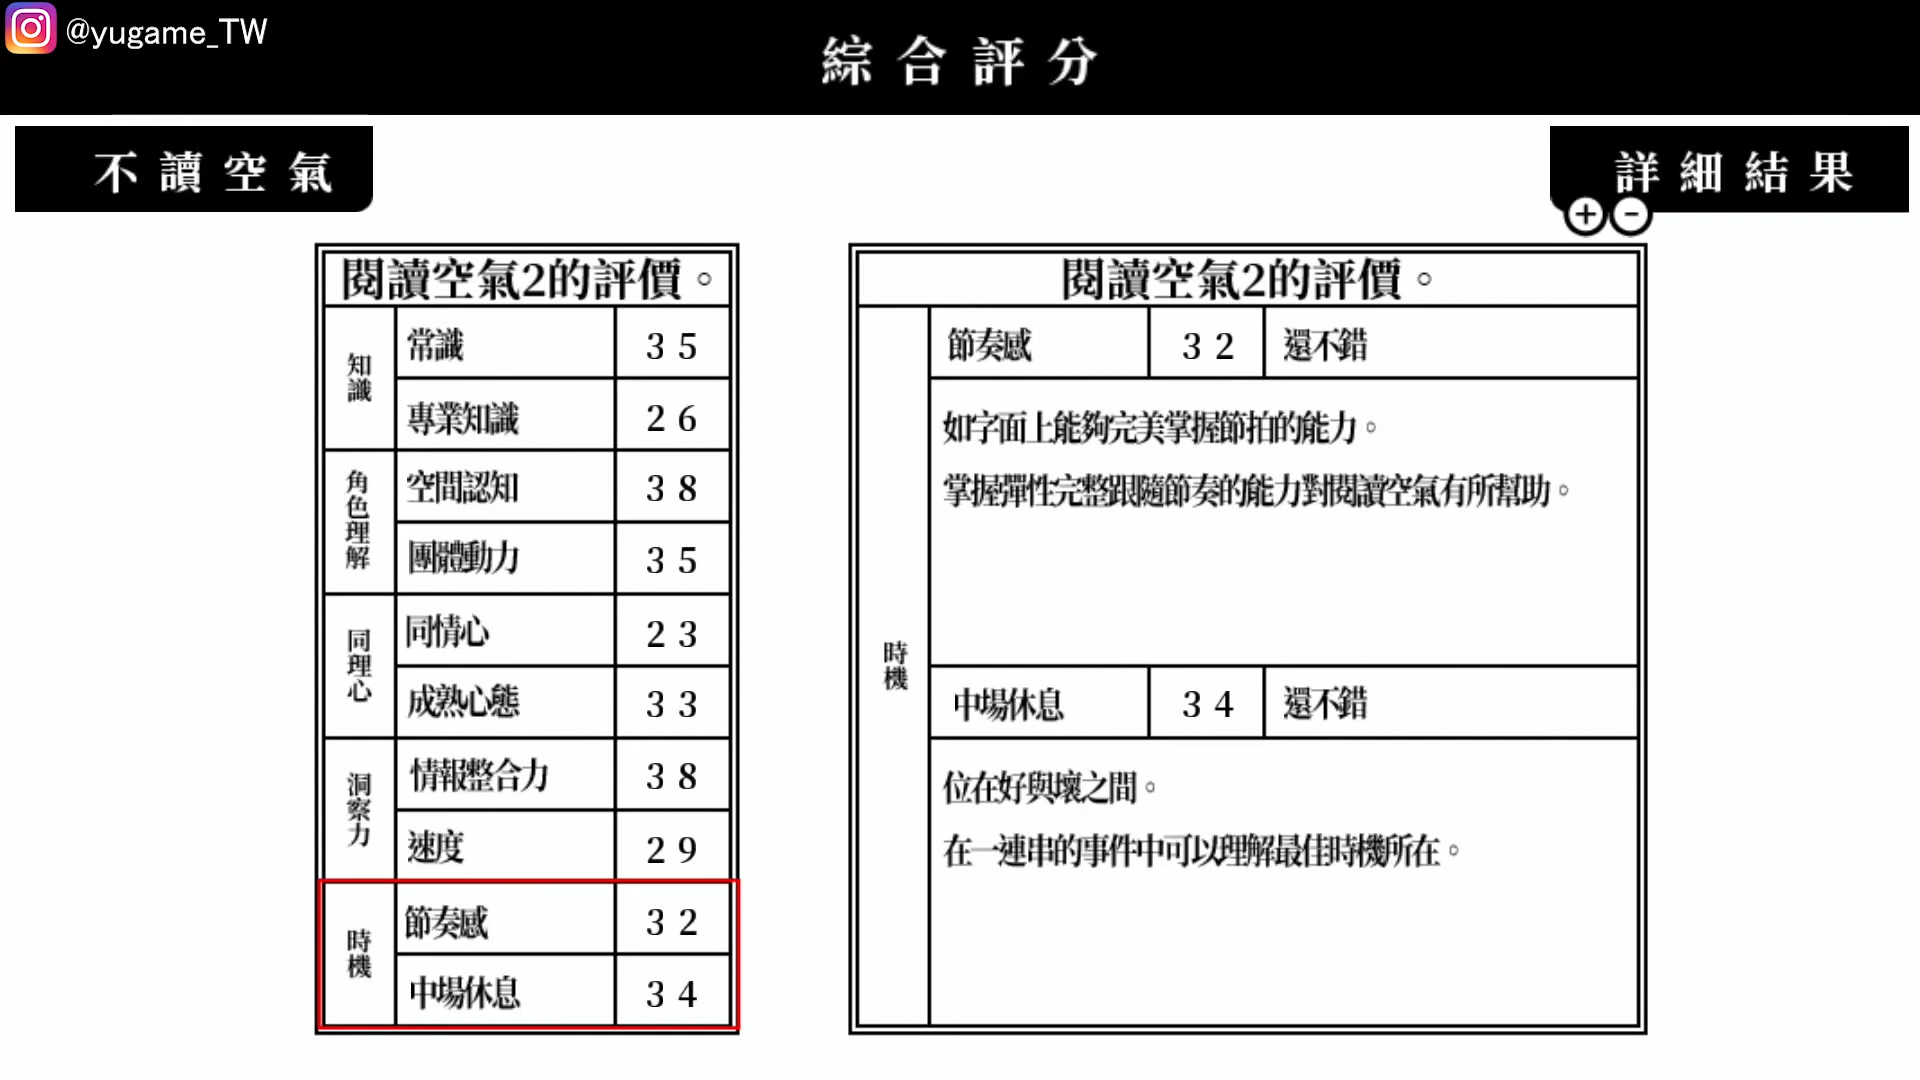 @yugame_TW
綜合評分
不讀空氣
詳細結果
閱讀空氣2的評價。
知識
常識
35
專業知識
26
角色理解
空間認知
38
團體動力
35
同理心
同情心
23
成熟心態
33
洞察力
情報整合力
38
速度
29
時機
節奏感
32
中場休息
34
閱讀空氣2的評價。
時機
節奏感
32
還不錯
如字面上能夠完美掌握節拍的能力。
掌握彈性完整跟隨節奏的能力對閱讀空氣有所幫助。
中場休息
34
還不錯
位在好與壞之間。
在一連串的事件中可以理解最佳時機所在。